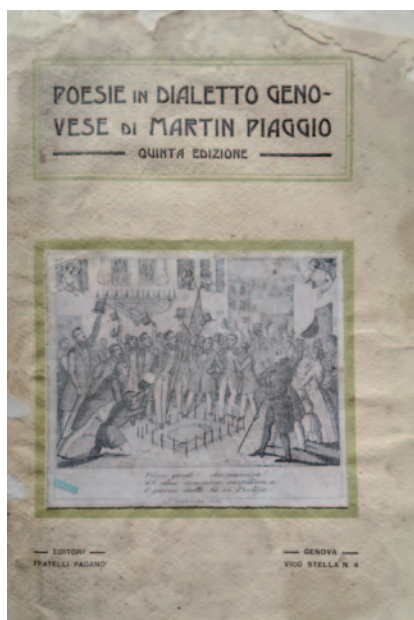 POESIE IN DIALETTO GENO-
VESE DI MARTIN PIAGGIO
QUINTA EDIZIONE
EDITORI
FRATELLI PAGANO
GENOVA
VICO STELLA N. 4